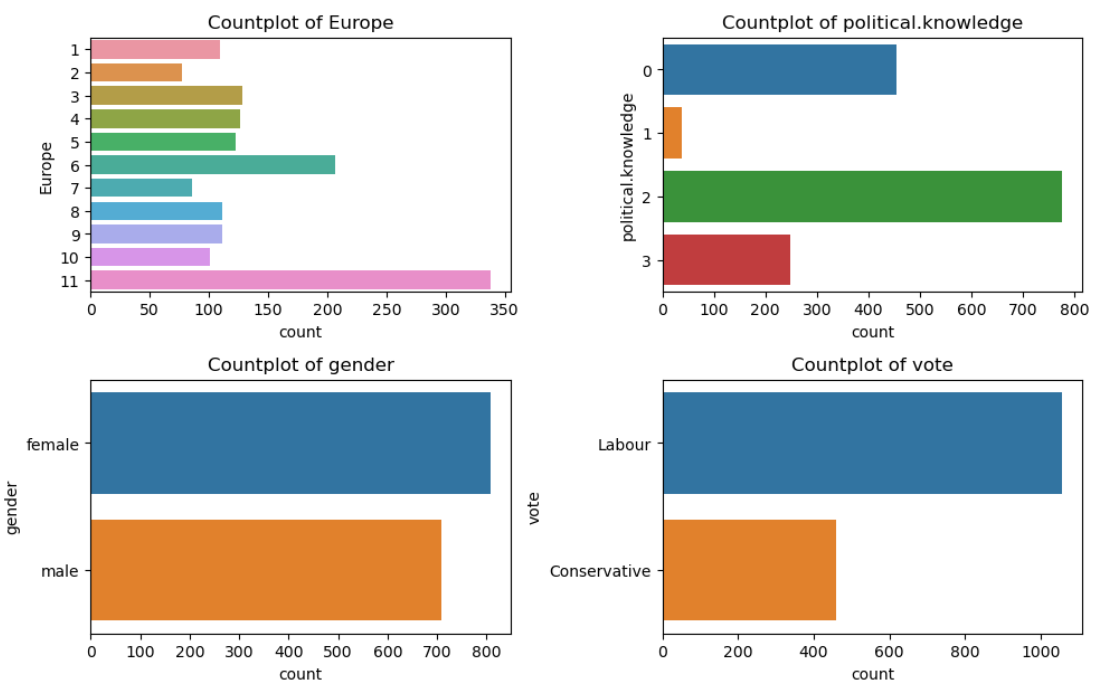 Countplot of Europe
Europe
1
2
3
4
5
6
7
8
9
10
11
0 50 100 150 200 250 300 350
count
Countplot of political.knowledge
political.knowledge
0
1
2
3
0 100 200 300 400 500 600 700 800
count
Countplot of gender
gender
female
male
0 100 200 300 400 500 600 700 800
count
Countplot of vote
vote
Labour
Conservative
0 200 400 600 800 1000
count